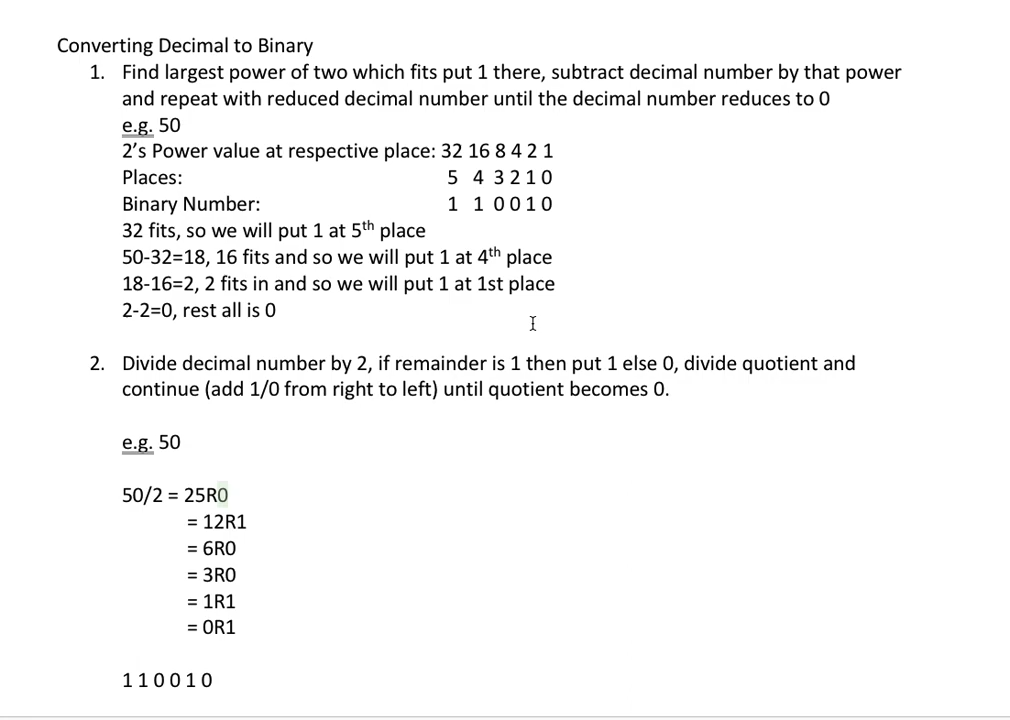 Converting Decimal to Binary
1. Find largest power of two which fits put 1 there, subtract decimal number by that power
and repeat with reduced decimal number until the decimal number reduces to 0
e.g. 50
2’s Power value at respective place: 32 16 8 4 2 1
Places: 5 4 3 2 1 0
Binary Number: 1 1 0 0 1 0
32 fits, so we will put 1 at 5th place
50-32=18, 16 fits and so we will put 1 at 4th place
18-16=2, 2 fits in and so we will put 1 at 1st place
2-2=0, rest all is 0
2. Divide decimal number by 2, if remainder is 1 then put 1 else 0, divide quotient and
continue (add 1/0 from right to left) until quotient becomes 0.
e.g. 50
50/2 = 25R0
= 12R1
= 6R0
= 3R0
= 1R1
= 0R1
1 1 0 0 1 0